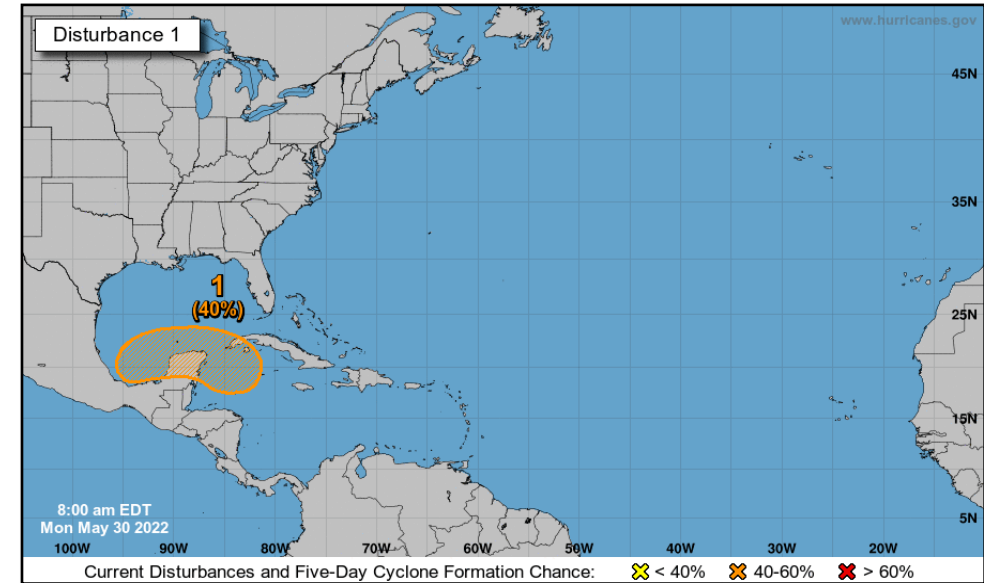 Disturbance 1
www.hurricanes.gov
45N
35N
1
(40%)
25N
15N
8:00 am EDT
Mon May 30 2022
5N
100W 90W 80W 70W 60W 50W 40W 30W 20W
Current Disturbances and Five-Day Cyclone Formation Chance: < 40% 40-60% > 60%